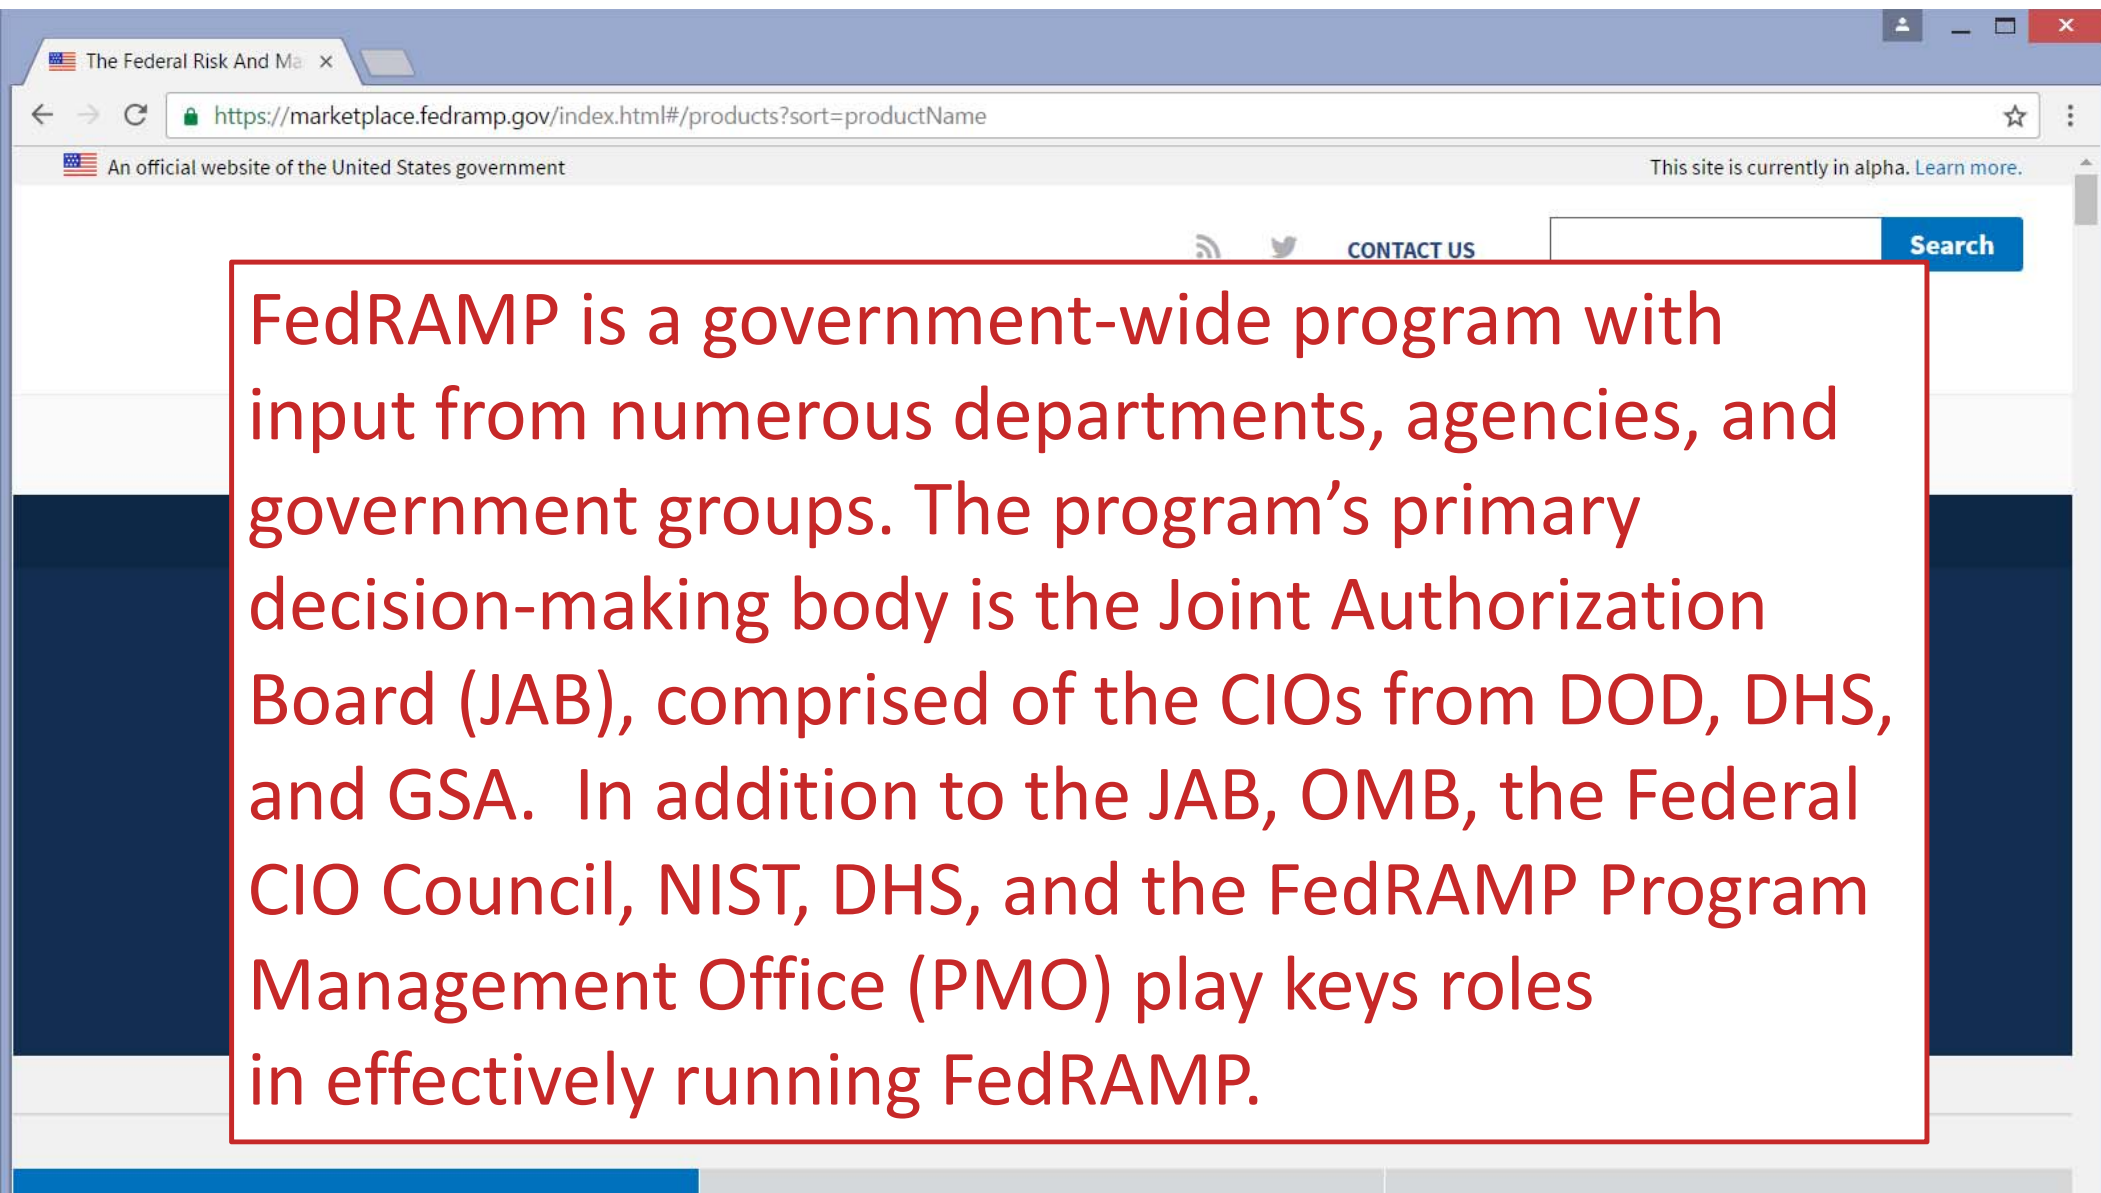 The Federal Risk And Ma
https://marketplace.fedramp.gov/index.html#/products?sort=productName
An official website of the United States government
This site is currently in alpha. Learn more.
CONTACT US
Search
FedRAMP is a government-wide program with
input from numerous departments, agencies, and
government groups. The program’s primary
decision-making body is the Joint Authorization
Board (JAB), comprised of the CIOs from DOD, DHS,
and GSA.  In addition to the JAB, OMB, the Federal
CIO Council, NIST, DHS, and the FedRAMP Program
Management Office (PMO) play keys roles
in effectively running FedRAMP.